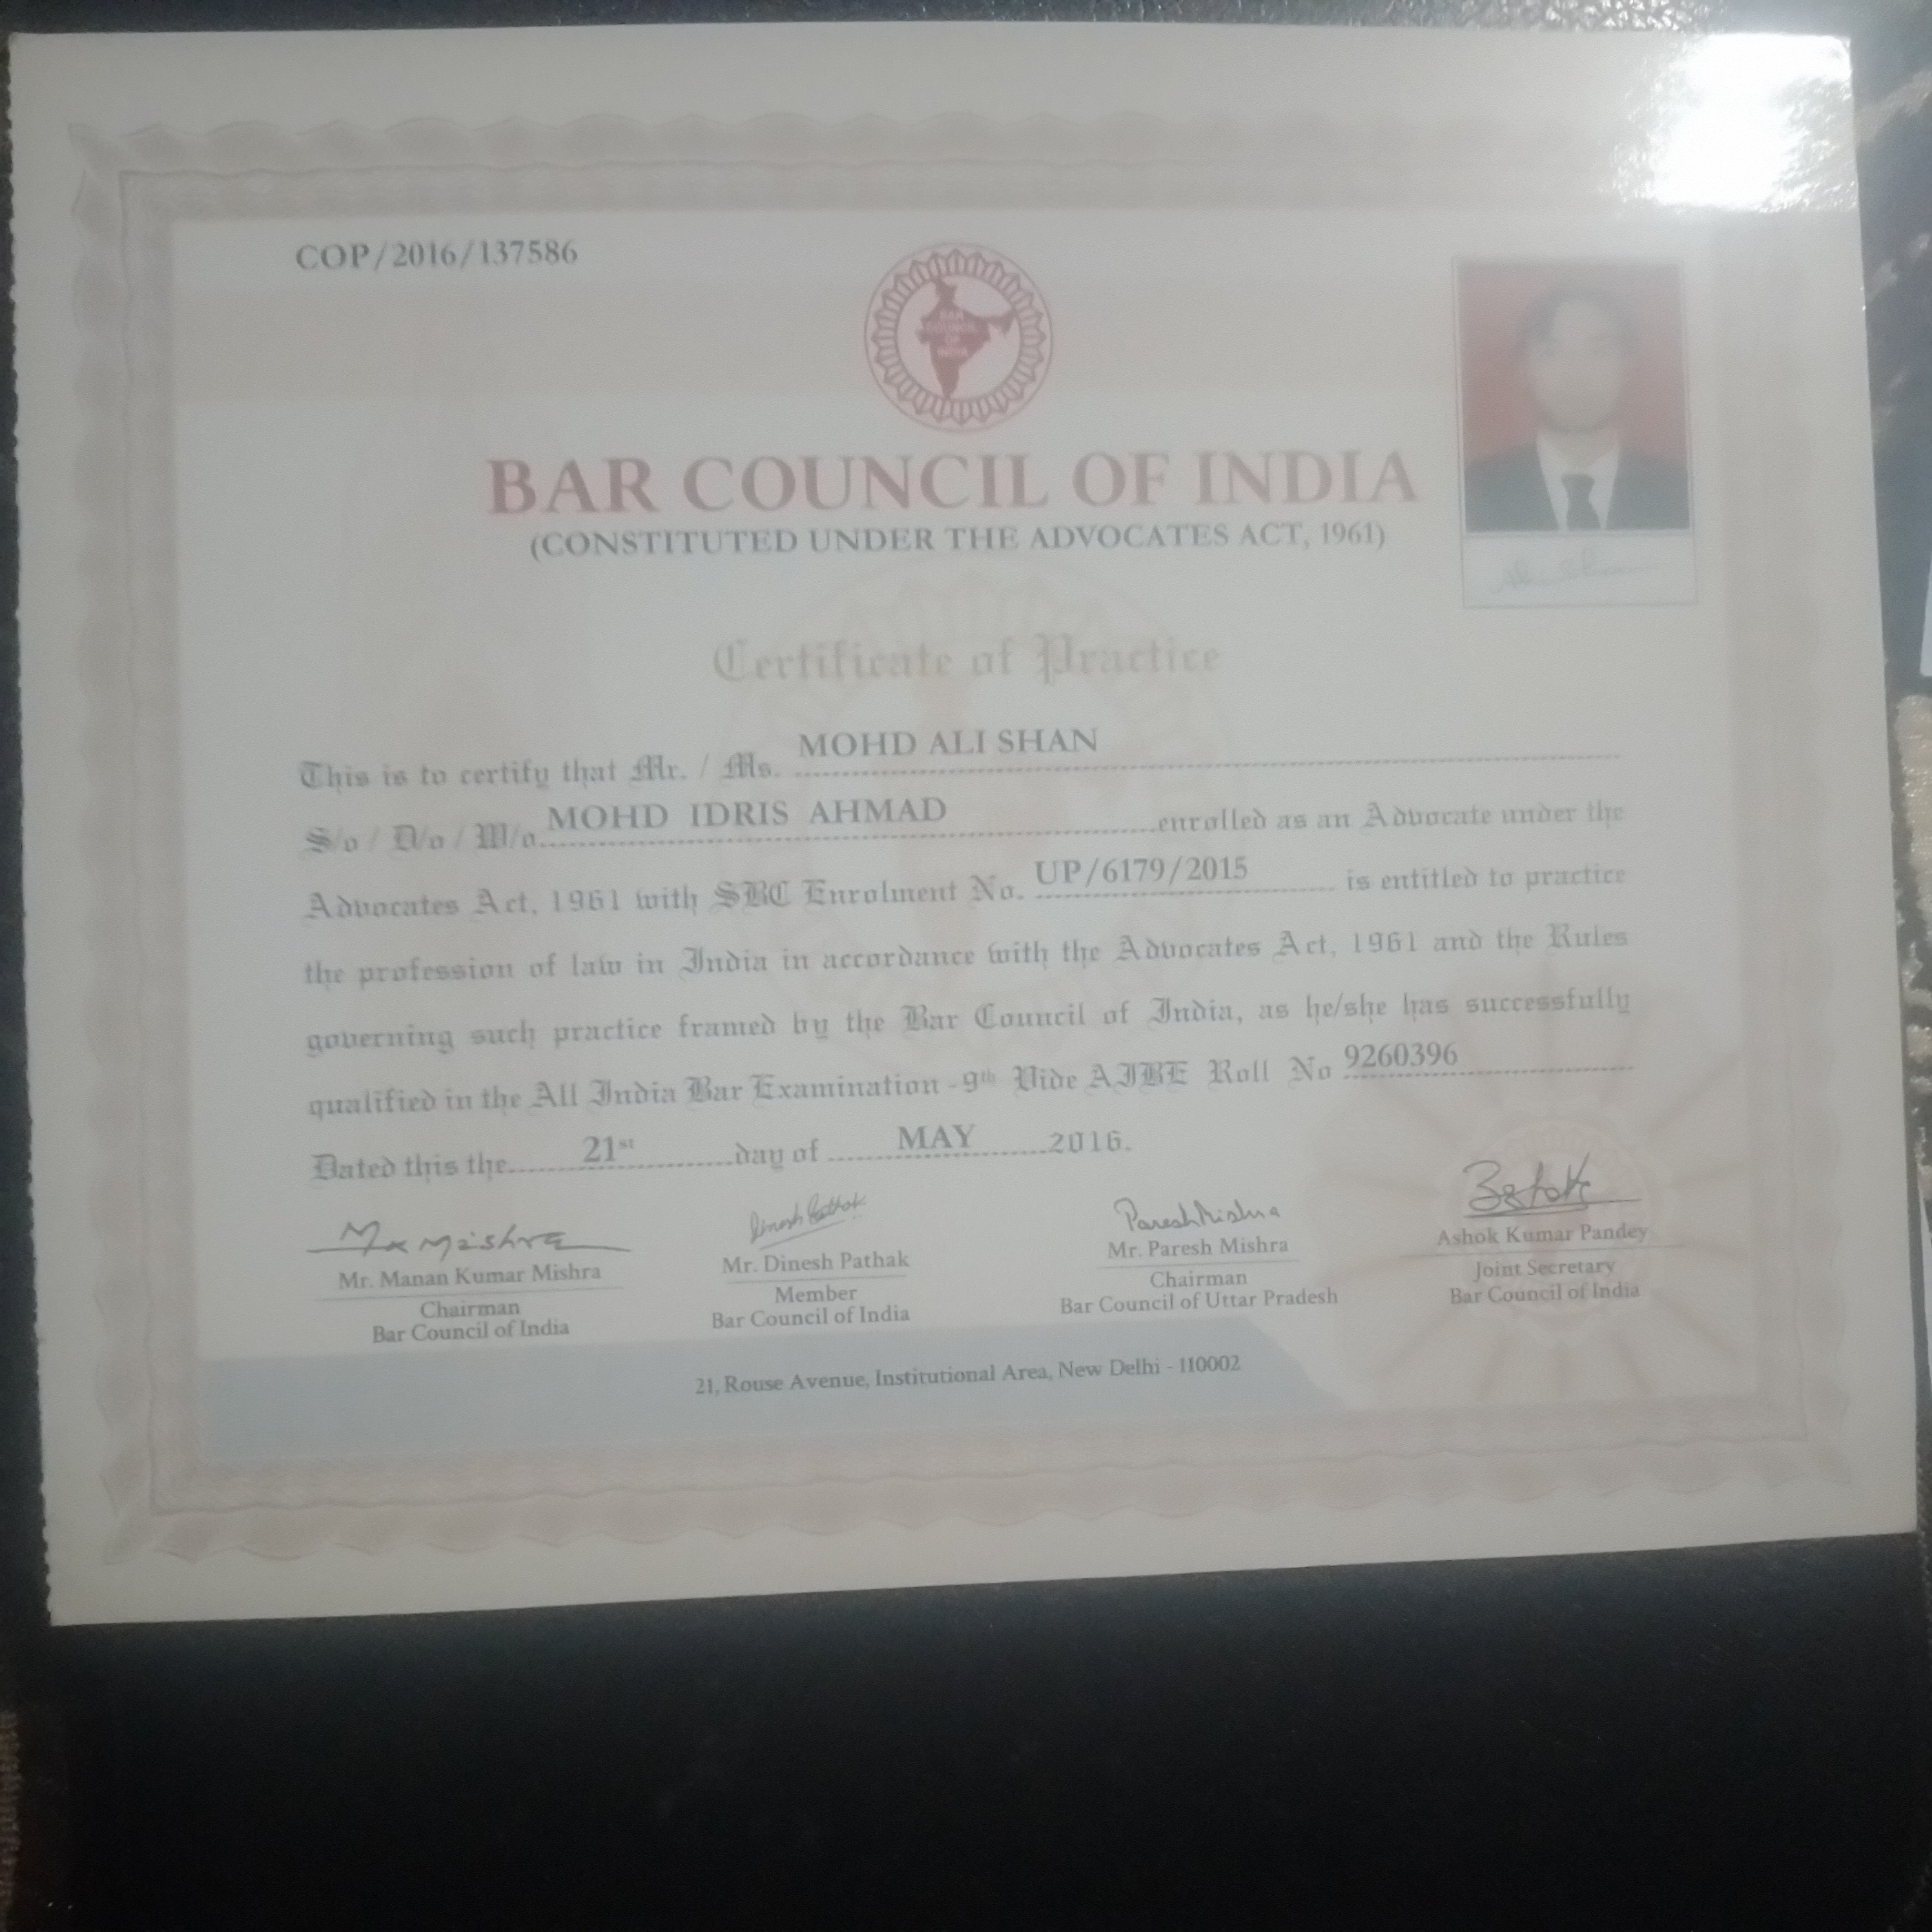 COP/2016/137586
BAR
COUNCIL
OF
INDIA
BAR COUNCIL OF INDIA
(CONSTITUTED UNDER THE ADVOCATES ACT, 1961)
Certificate of Practice
This is to certify that Mr. / Ms. MOHD ALI SHAN
S/o / D/o / W/o MOHD IDRIS AHMAD enrolled as an Advocate under the
Advocates Act, 1961 with SBC Enrolment No. UP/6179/2015 is entitled to practice
the profession of law in India in accordance with the Advocates Act, 1961 and the Rules
governing such practice framed by the Bar Council of India, as he/she has successfully
qualified in the All India Bar Examination - 9th Vide AIBE Roll No 9260396
Dated this the 21st day of MAY 2016.
Mr. Manan Kumar Mishra
Chairman
Bar Council of India
Dinesh Pathak
Mr. Dinesh Pathak
Member
Bar Council of India
Paresh Mishra
Mr. Paresh Mishra
Chairman
Bar Council of Uttar Pradesh
Ashok Kumar Pandey
Joint Secretary
Bar Council of India
21, Rouse Avenue, Institutional Area, New Delhi - 110002